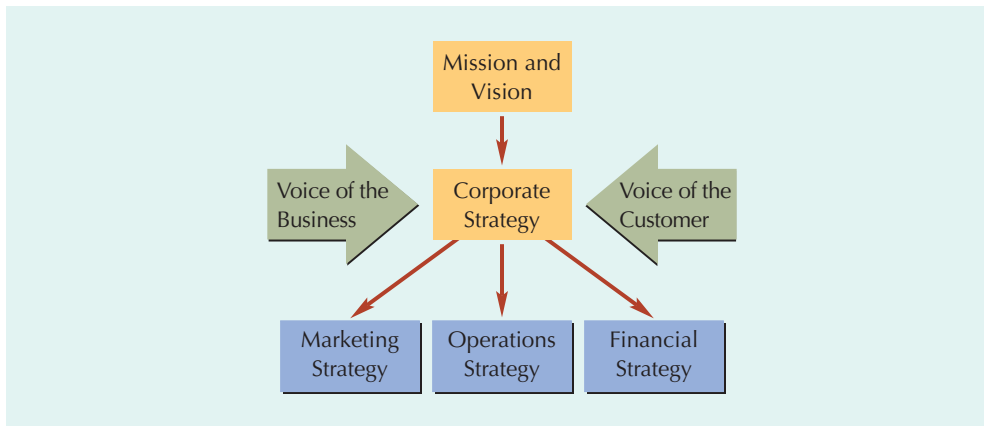 Mission and
Vision
Voice of the
Business
Corporate
Strategy
Voice of the
Customer
Marketing
Strategy
Operations
Strategy
Financial
Strategy